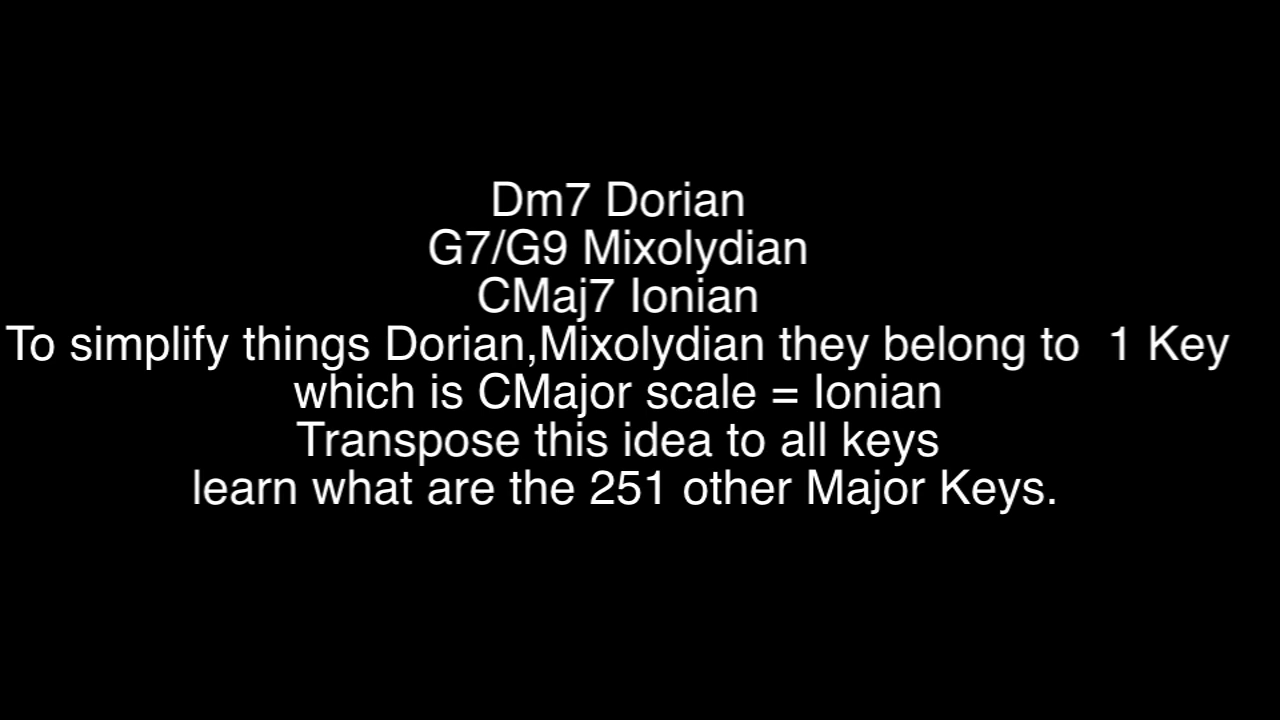 Dm7 Dorian
G7/G9 Mixolydian
CMaj7 Ionian
To simplify things Dorian,Mixolydian they belong to  1 Key
which is CMajor scale = Ionian
Transpose this idea to all keys
learn what are the 251 other Major Keys.